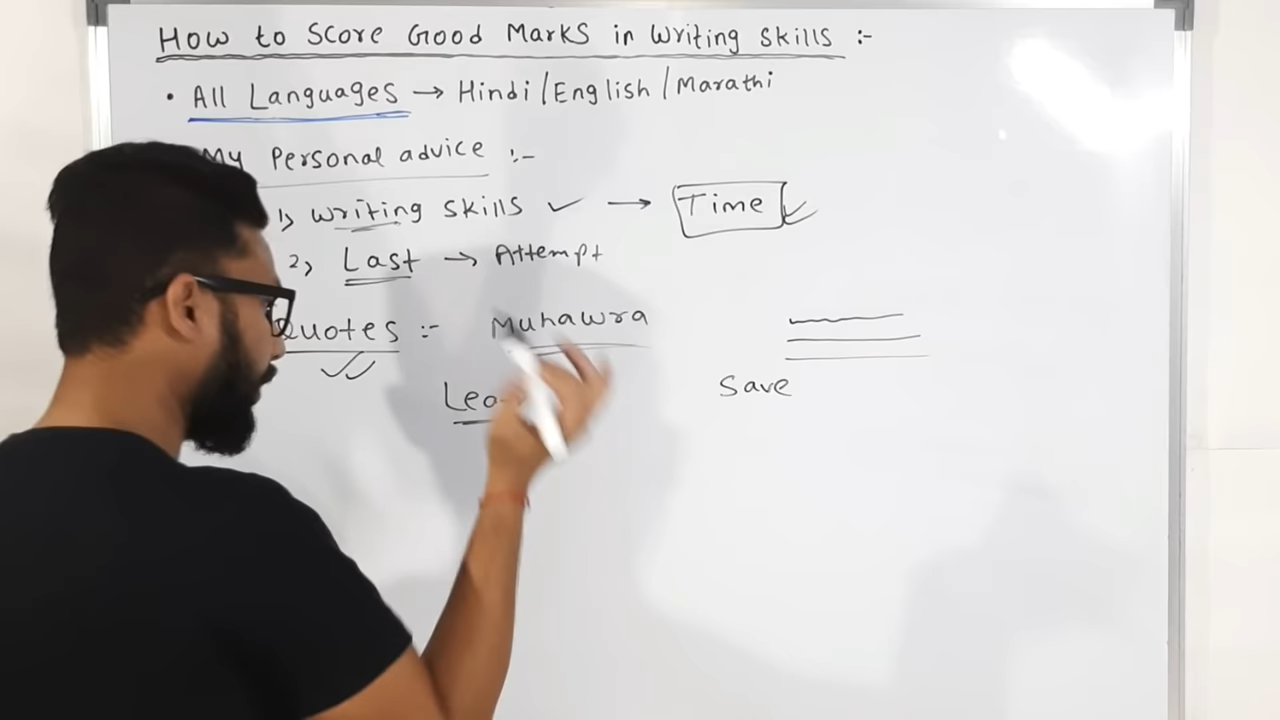 How to Score Good Marks in Writing Skills :-
• All Languages → Hindi/English/Marathi
My Personal advice :-
1) Writing Skills ✓ → Time ✓
2) Last → Attempt
Quotes :- Muhawra
Save